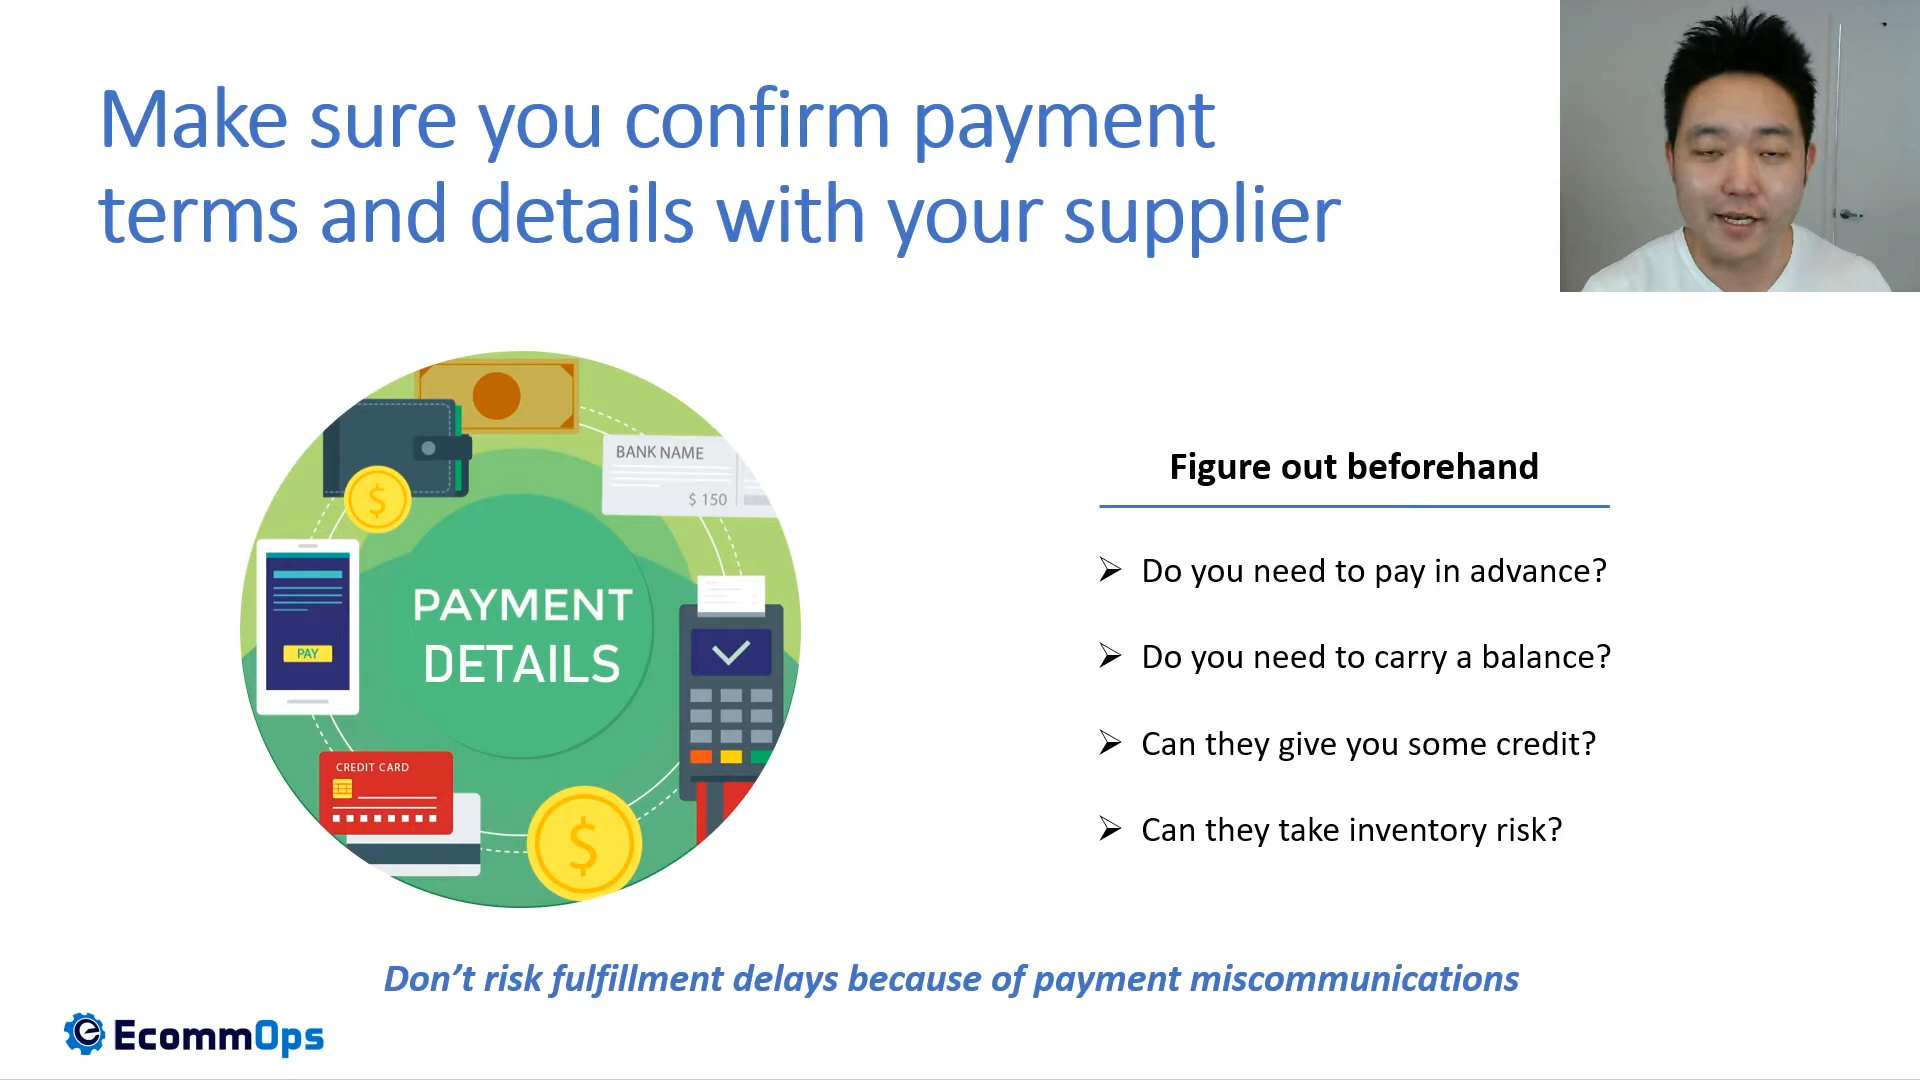 Make sure you confirm payment
terms and details with your supplier
BANK NAME
$ 150
$
PAY
PAYMENT
DETAILS
CREDIT CARD
$
Figure out beforehand
Do you need to pay in advance?
Do you need to carry a balance?
Can they give you some credit?
Can they take inventory risk?
Don't risk fulfillment delays because of payment miscommunications
EcommOps